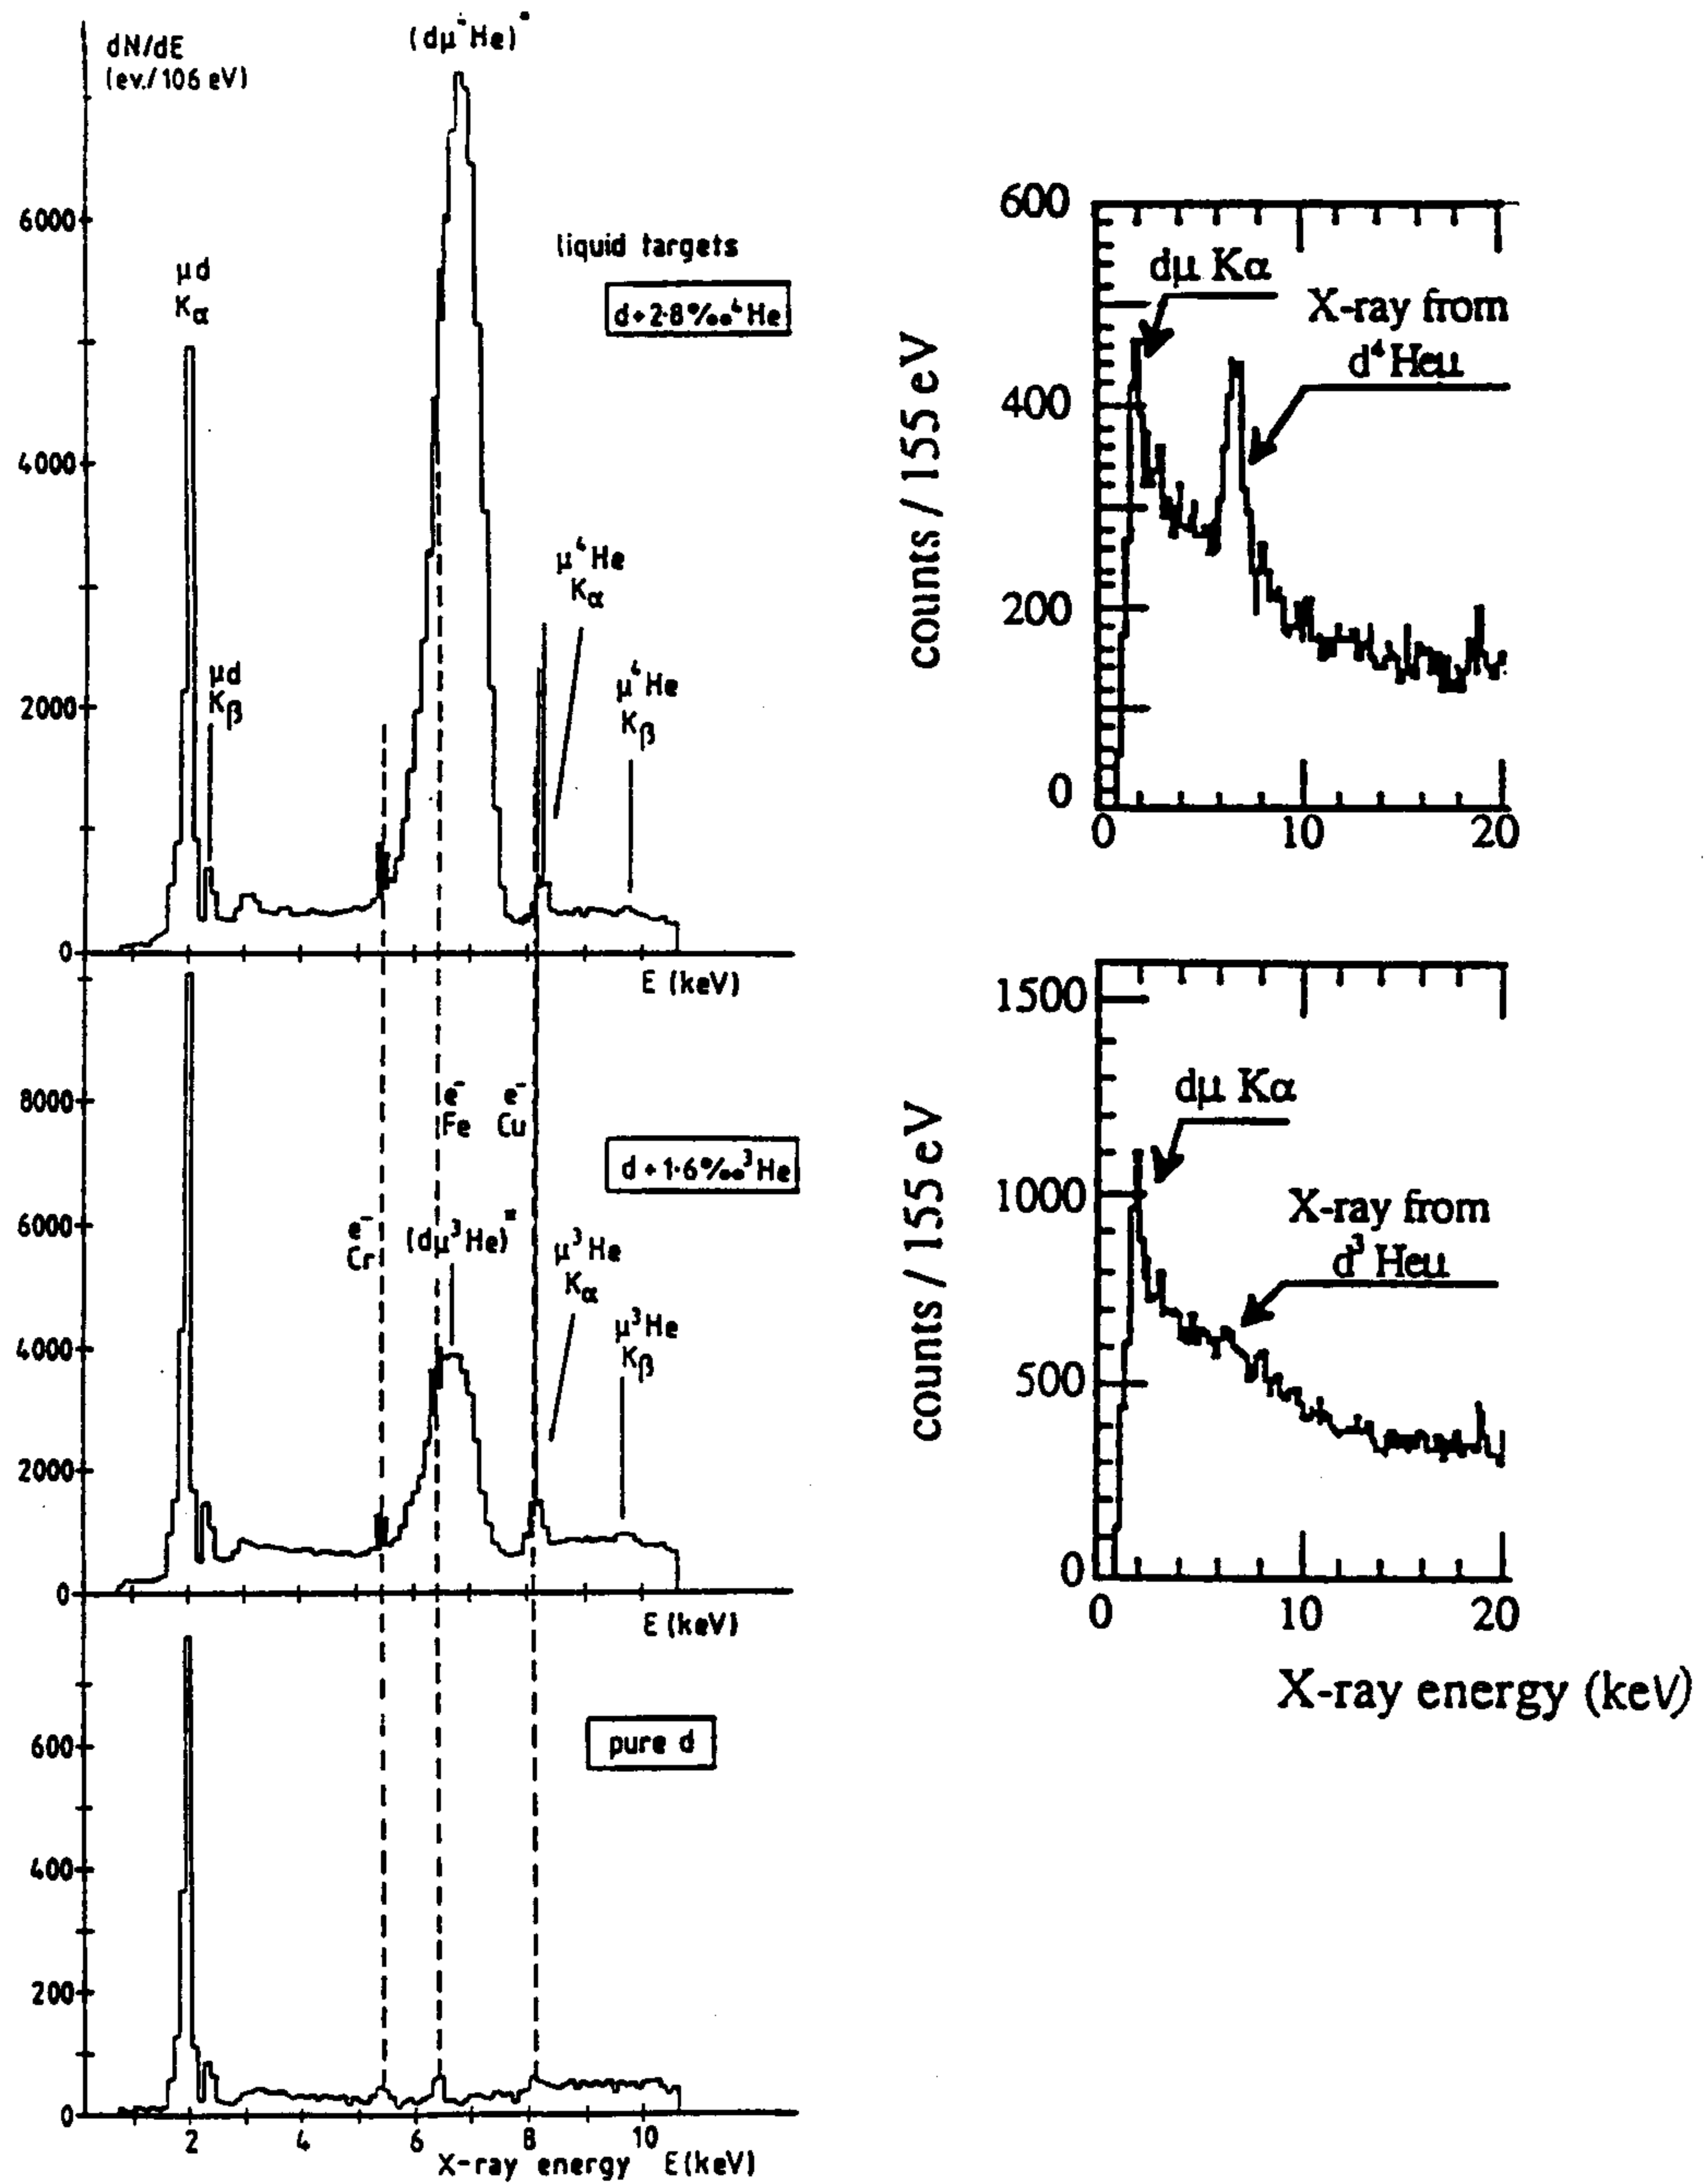 dN/dE
(ev./106 eV)
(dμ⁻He)*
6000
4000
2000
0
μd
Kα
μd
Kβ
liquid targets
d+2·8‰⁴He
μ⁴He
Kα
μ⁴He
Kβ
E (keV)
8000
6000
4000
2000
0
e⁻
Fe
e⁻
Cu
d+1·6‰³He
e⁻
Cr
(dμ³He)*
μ³He
Kα
μ³He
Kβ
E (keV)
600
400
200
0
pure d
2
4
6
8
10
X-ray energy E(keV)
counts / 155 eV
600
400
200
0
dμ Kα
X-ray from
d⁴Heμ
0
10
20
counts / 155 eV
1500
1000
500
0
dμ Kα
X-ray from
d³Heμ
0
10
20
X-ray energy (keV)